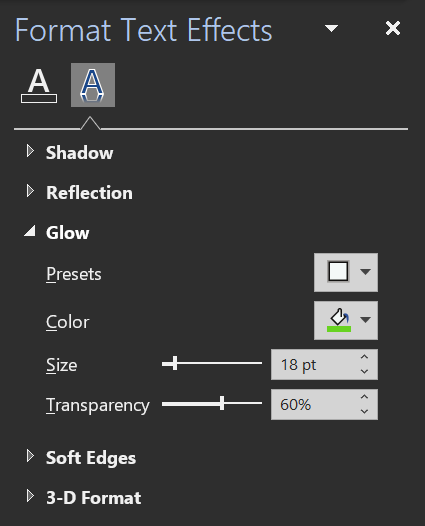 Format Text Effects
A A
Shadow
Reflection
Glow
Presets
Color
Size 18 pt
Transparency 60%
Soft Edges
3-D Format